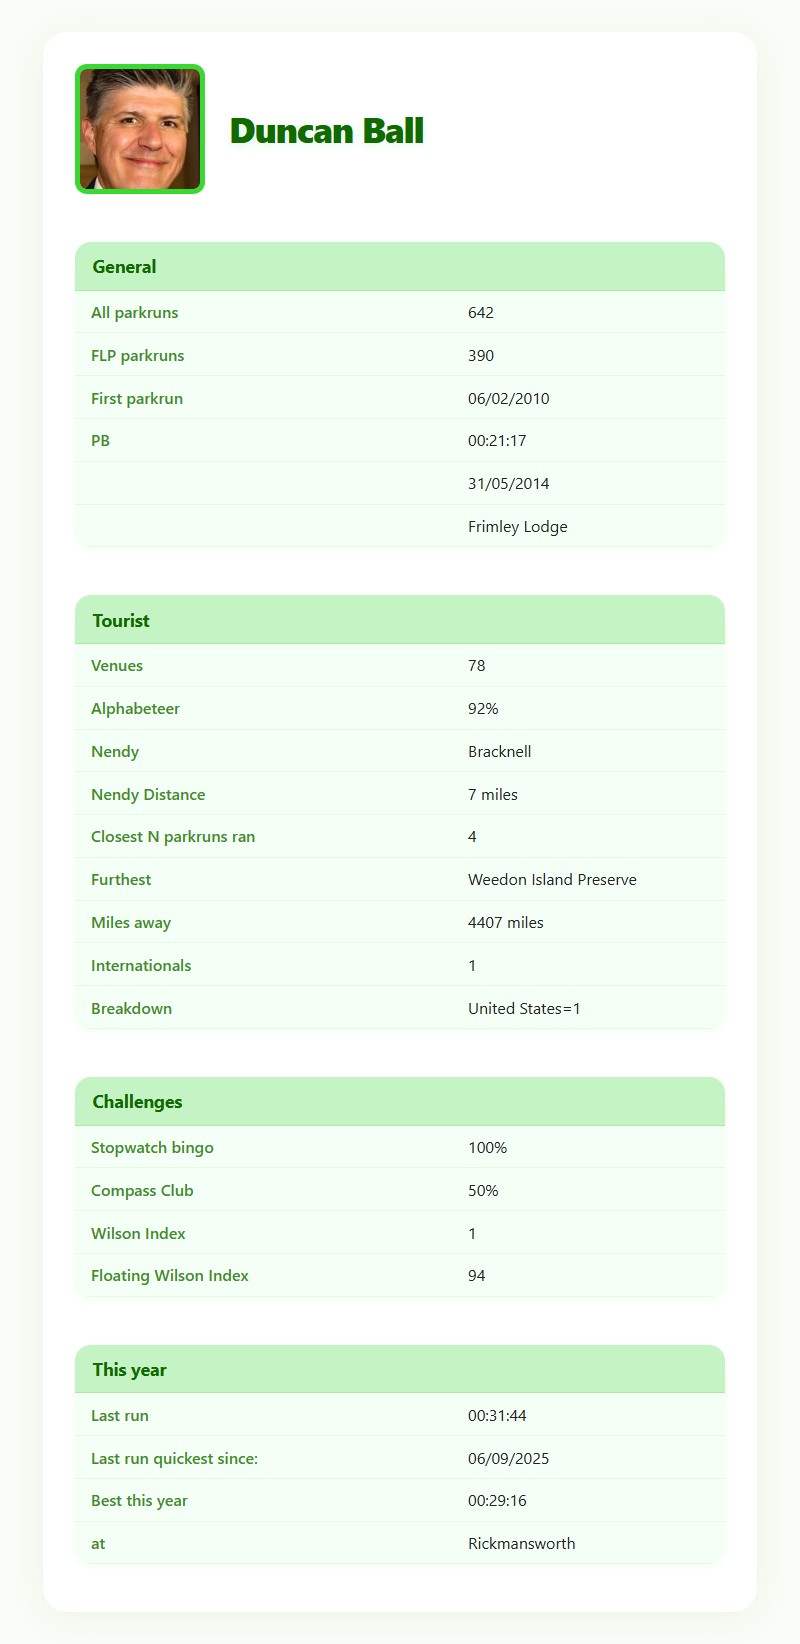 Duncan Ball
General
All parkruns 642
FLP parkruns 390
First parkrun 06/02/2010
PB 00:21:17
31/05/2014
Frimley Lodge
Tourist
Venues 78
Alphabeteer 92%
Nendy Bracknell
Nendy Distance 7 miles
Closest N parkruns ran 4
Furthest Weedon Island Preserve
Miles away 4407 miles
Internationals 1
Breakdown United States=1
Challenges
Stopwatch bingo 100%
Compass Club 50%
Wilson Index 1
Floating Wilson Index 94
This year
Last run 00:31:44
Last run quickest since: 06/09/2025
Best this year 00:29:16
at Rickmansworth